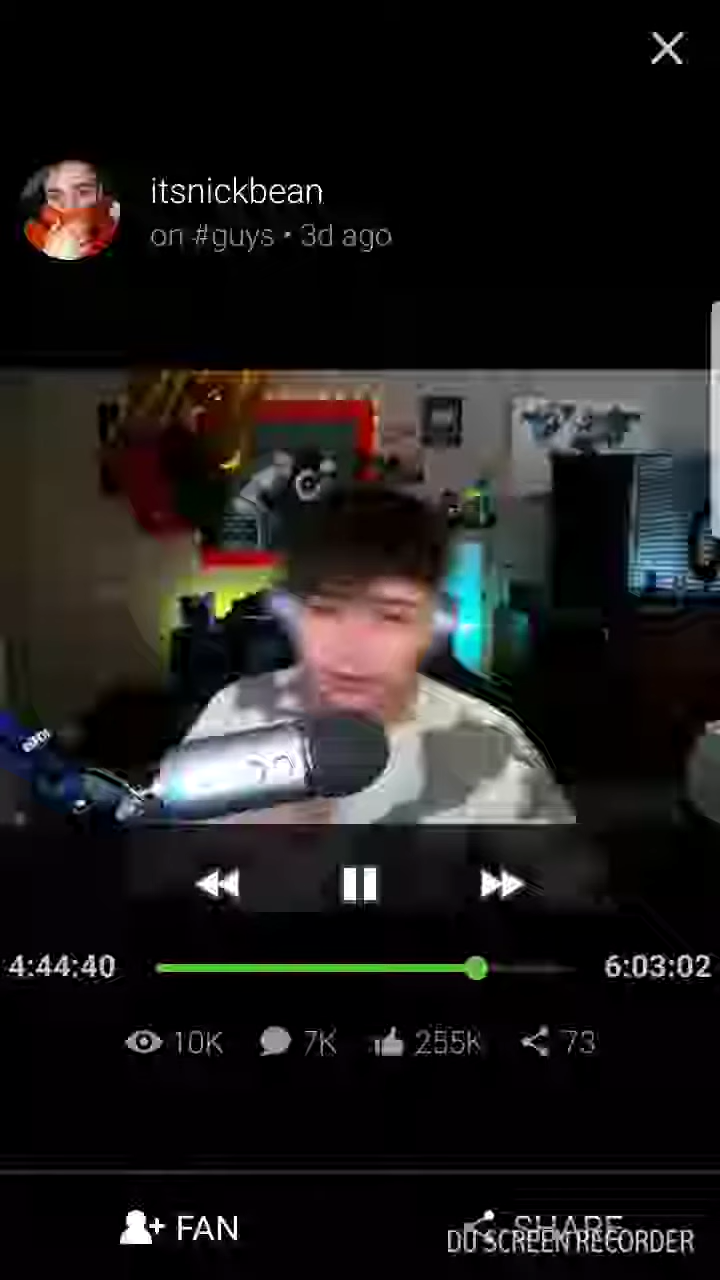 itsnickbean
on #guys • 3d ago
4:44:40
6:03:02
10K
7K
255K
73
FAN
SHARE
DU SCREEN RECORDER